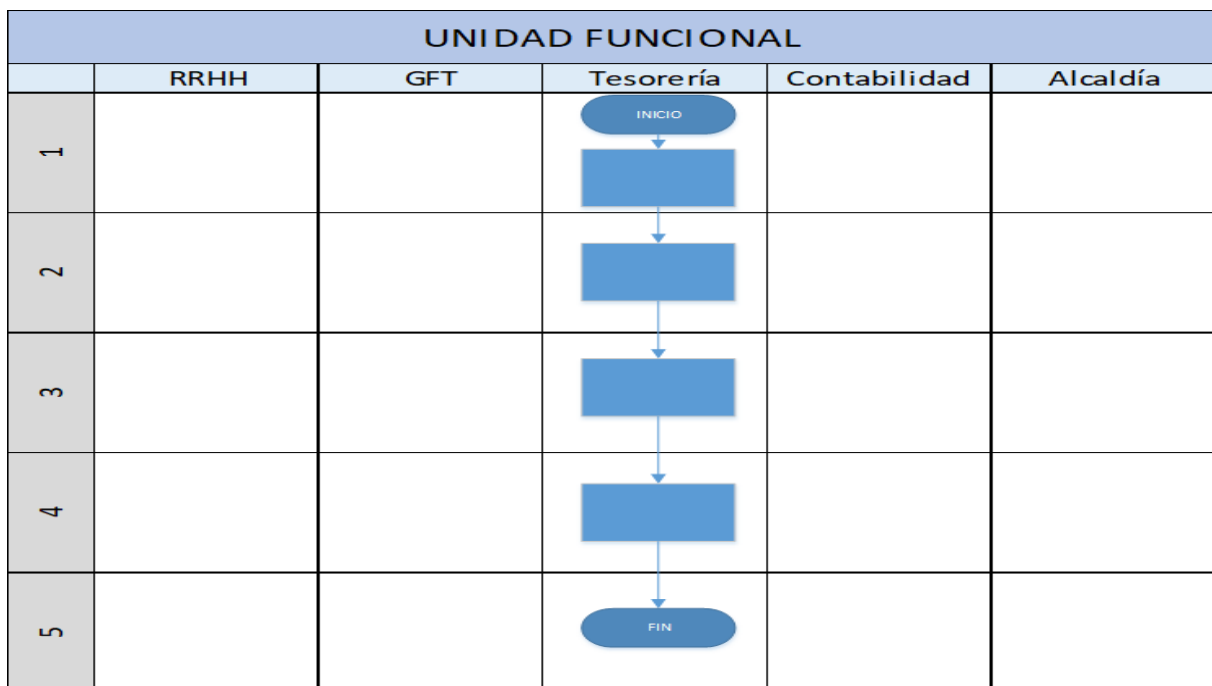 UNIDAD FUNCIONAL
RRHH GFT Tesorería Contabilidad Alcaldía
INICIO
1
2
3
4
5
FIN